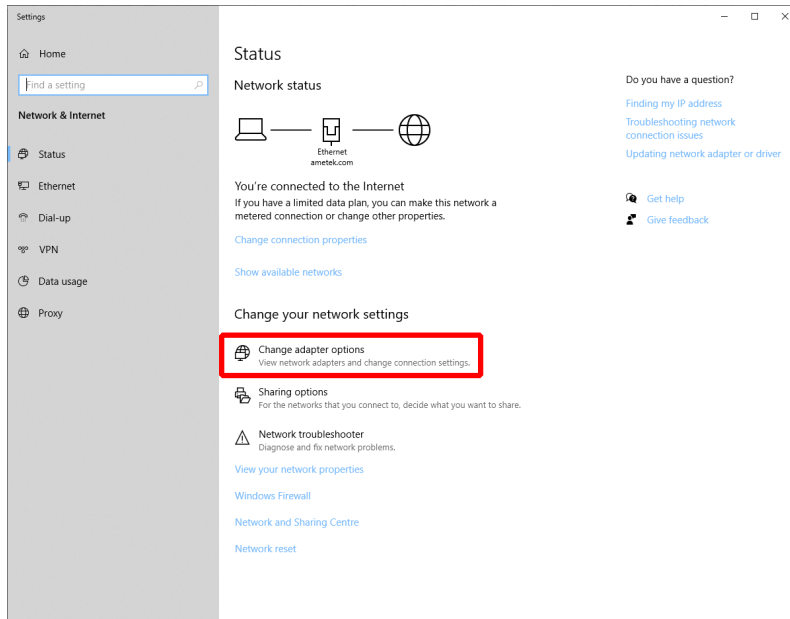 Settings
Home
Find a setting
Network & Internet
Status
Ethernet
Dial-up
VPN
Data usage
Proxy
Status
Network status
Ethernet
ametek.com
You're connected to the Internet
If you have a limited data plan, you can make this network a
metered connection or change other properties.
Change connection properties
Show available networks
Change your network settings
Change adapter options
View network adapters and change connection settings.
Sharing options
For the networks that you connect to, decide what you want to share.
Network troubleshooter
Diagnose and fix network problems.
View your network properties
Windows Firewall
Network and Sharing Centre
Network reset
Do you have a question?
Finding my IP address
Troubleshooting network
connection issues
Updating network adapter or driver
Get help
Give feedback